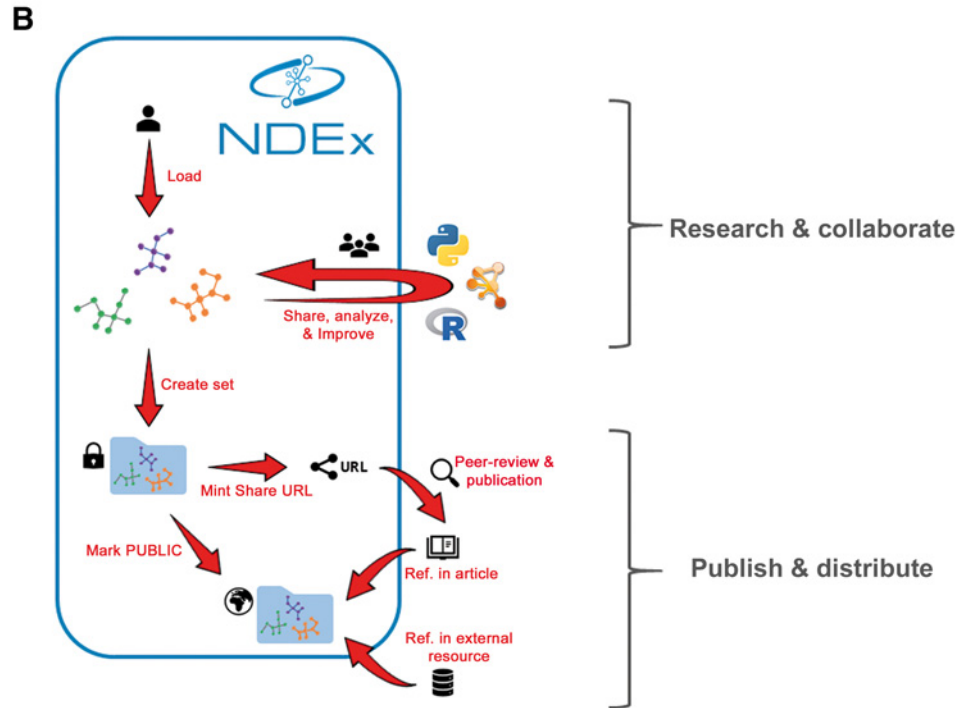 B
NDEx
Load
Share, analyze,
& Improve
R
Research & collaborate
Create set
Mint Share URL
URL
Peer-review &
publication
Mark PUBLIC
Ref. in article
Ref. in external
resource
Publish & distribute